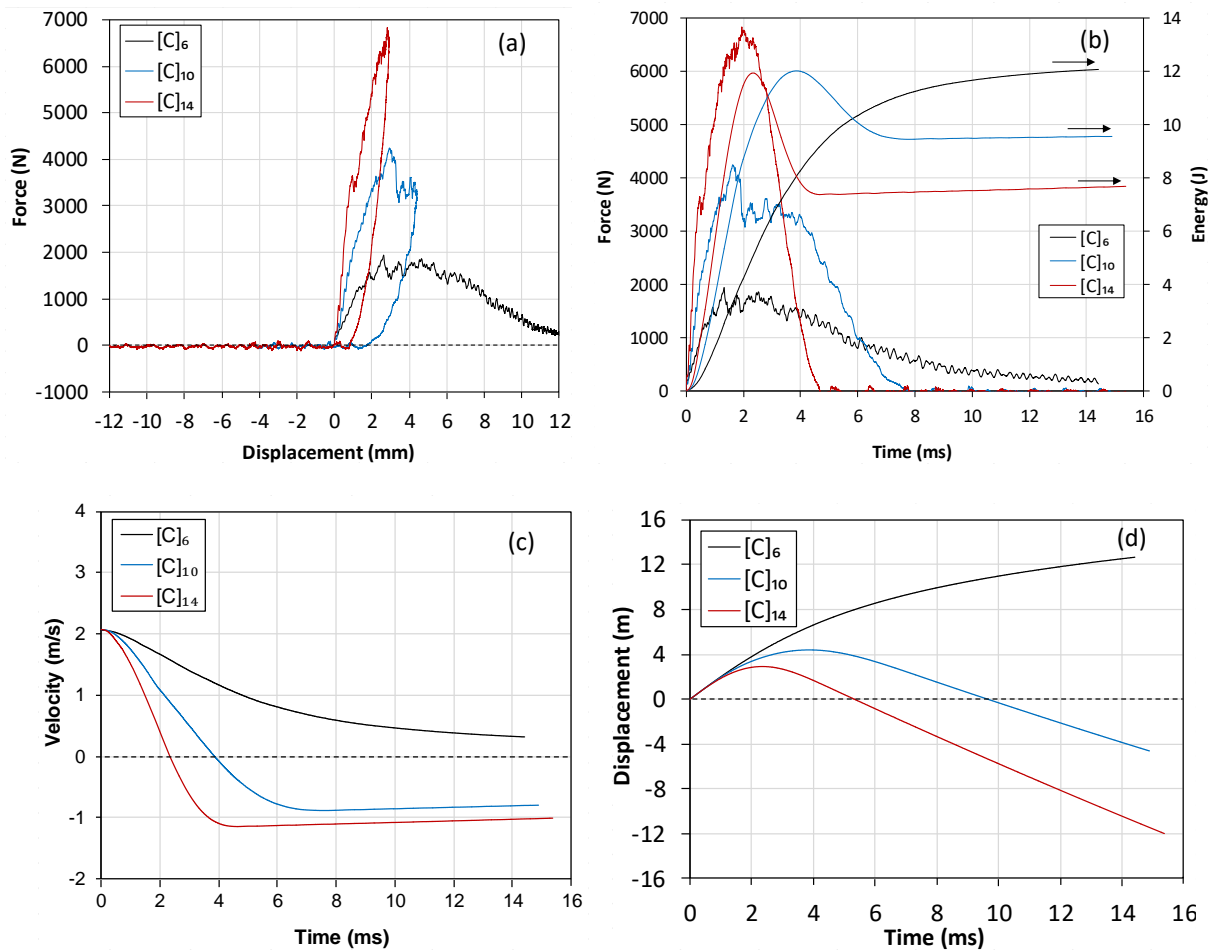 (a)
[C]₆
[C]₁₀
[C]₁₄
7000
6000
5000
4000
3000
2000
1000
0
-1000
Force (N)
-12 -10 -8 -6 -4 -2 0 2 4 6 8 10 12
Displacement (mm)
(b)
8000
7000
6000
5000
4000
3000
2000
1000
0
Force (N)
14
12
10
8
6
4
2
0
Energy (J)
[C]₆
[C]₁₀
[C]₁₄
0 2 4 6 8 10 12 14 16
Time (ms)
(c)
[C]₆
[C]₁₀
[C]₁₄
4
3
2
1
0
-1
-2
Velocity (m/s)
0 2 4 6 8 10 12 14 16
Time (ms)
(d)
[C]₆
[C]₁₀
[C]₁₄
16
12
8
4
0
-4
-8
-12
-16
Displacement (m)
0 2 4 6 8 10 12 14 16
Time (ms)